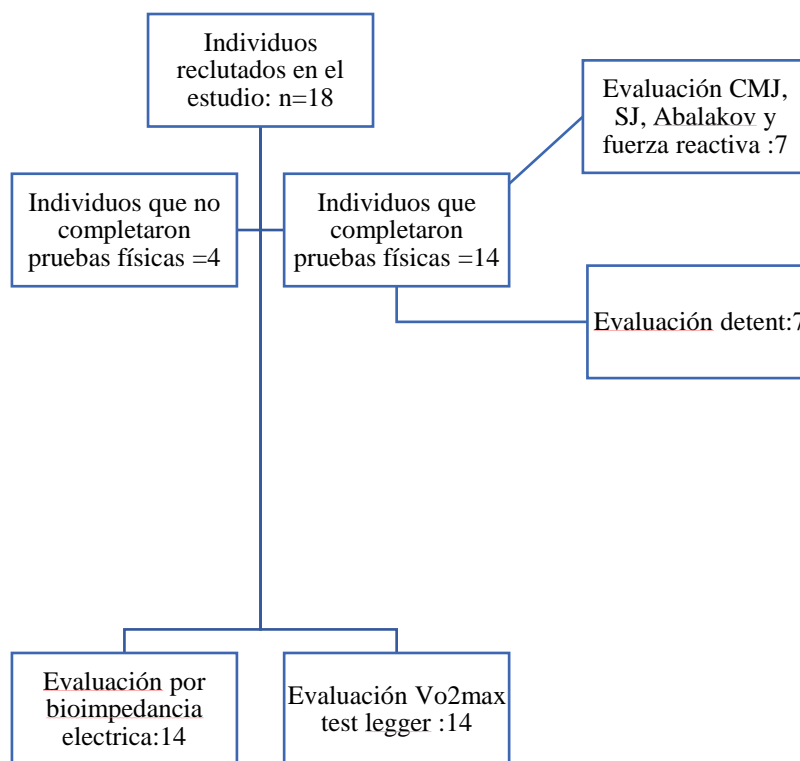 Individuos
reclutados en el
estudio: n=18
Evaluación CMJ,
SJ, Abalakov y
fuerza reactiva :7
Individuos que no
completaron
pruebas físicas =4
Individuos que
completaron
pruebas físicas =14
Evaluación detent:7
Evaluación por
bioimpedancia
electrica:14
Evaluación Vo2max
test legger :14